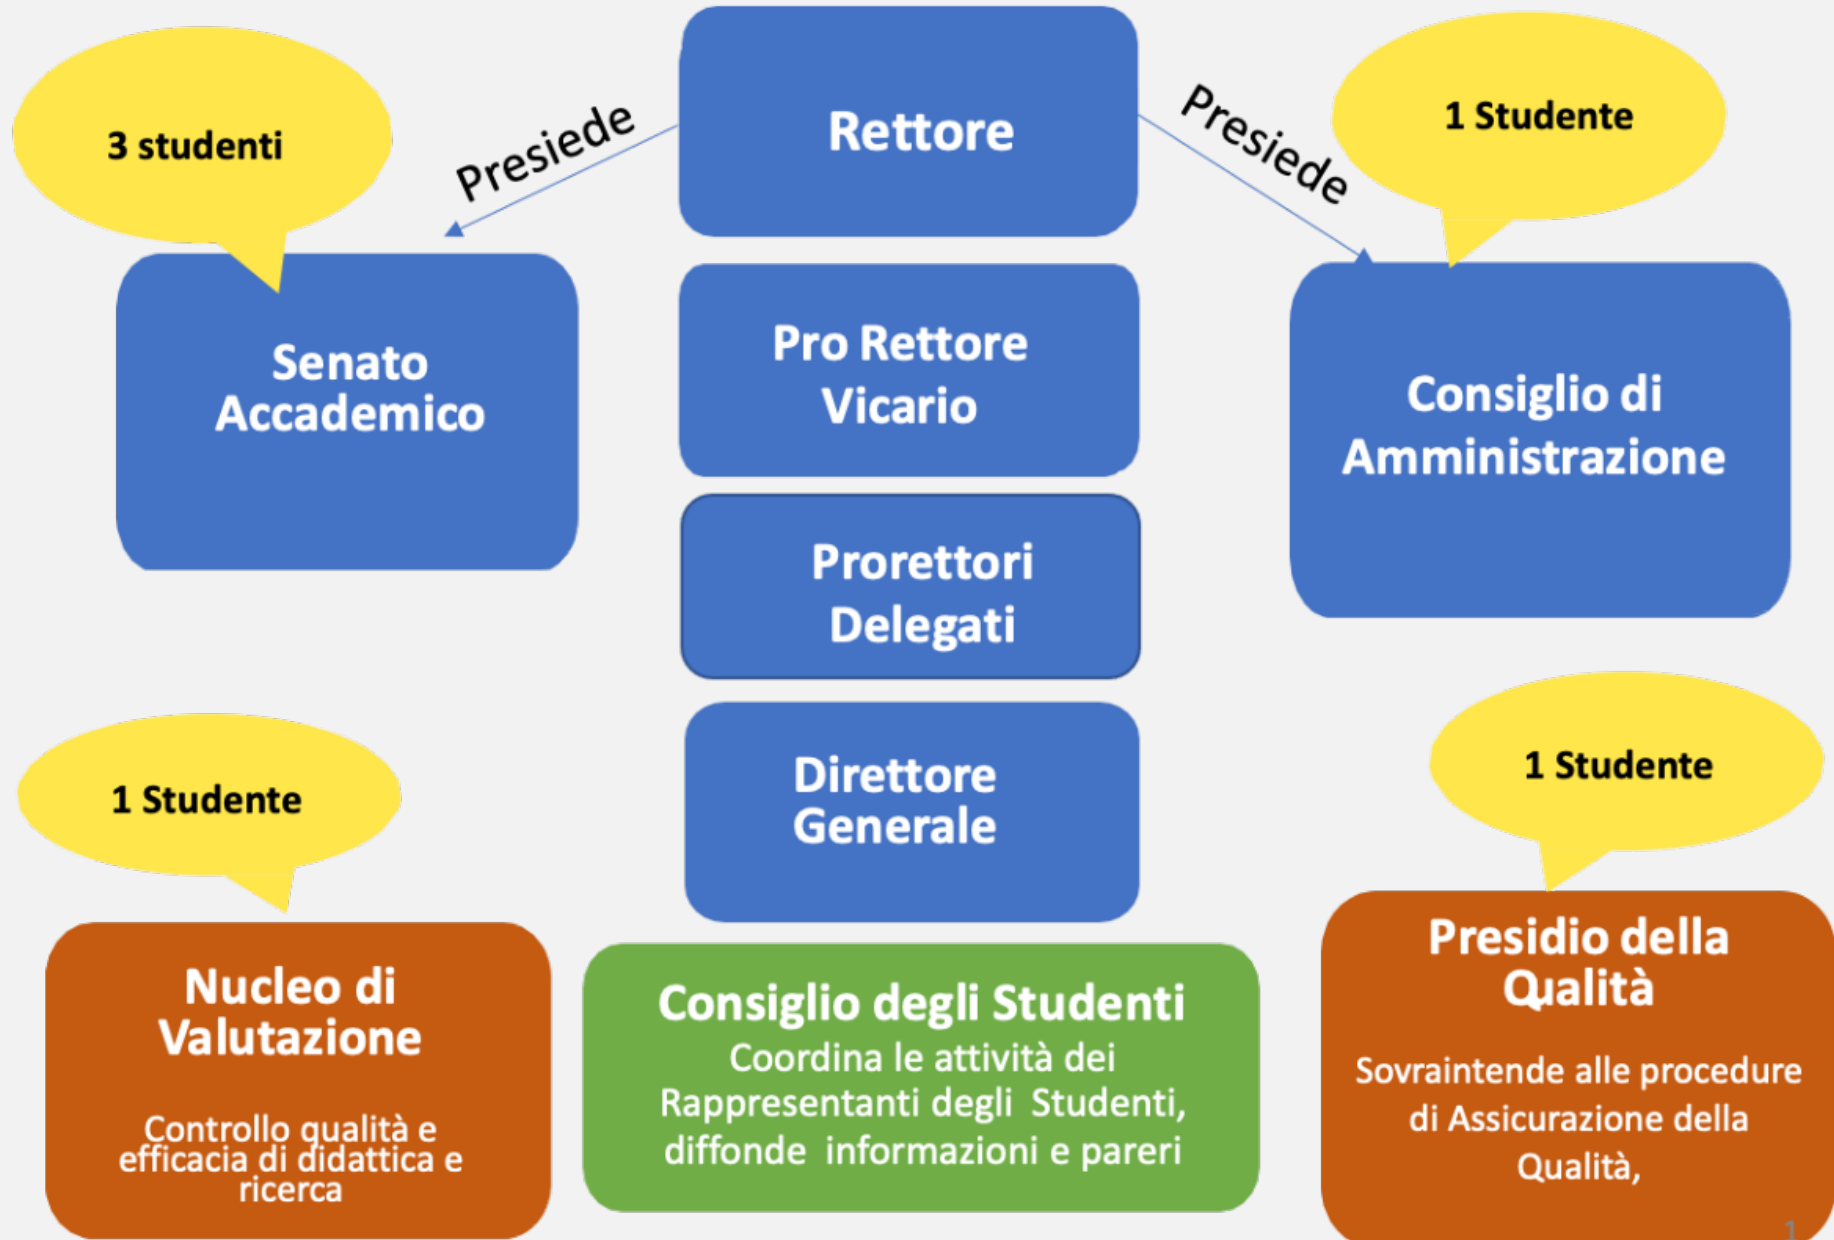 3 studenti
Presiede
Rettore
Presiede
1 Studente
Senato
Accademico
Pro Rettore
Vicario
Consiglio di
Amministrazione
Prorettori
Delegati
1 Studente
Direttore
Generale
1 Studente
Nucleo di
Valutazione
Controllo qualità e
efficacia di didattica e
ricerca
Consiglio degli Studenti
Coordina le attività dei
Rappresentanti degli Studenti,
diffonde informazioni e pareri
Presidio della
Qualità
Sovraintende alle procedure
di Assicurazione della
Qualità,
1